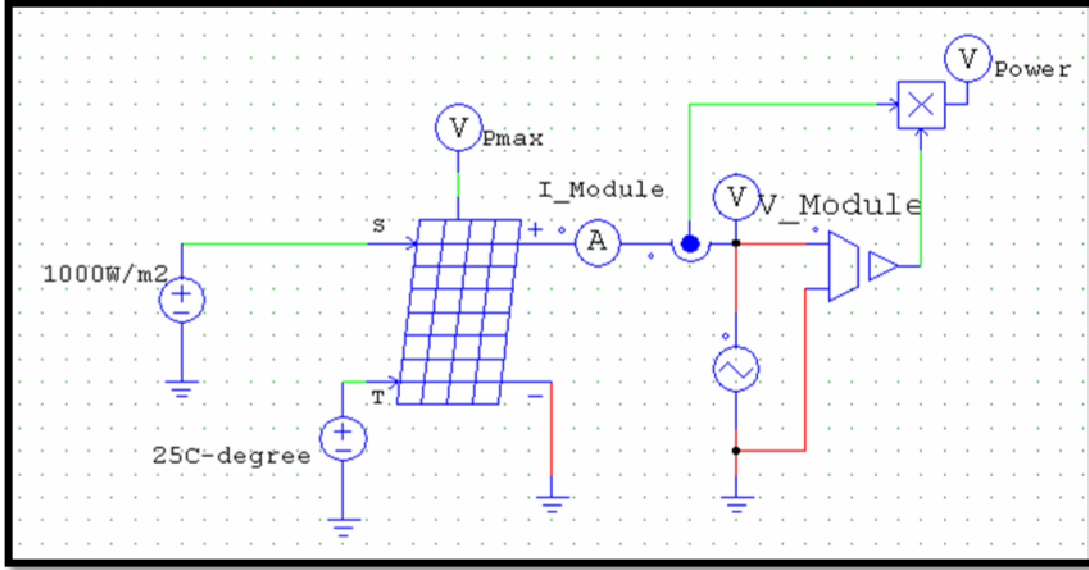 V
Power
V
Pmax
I_Module
V
V_Module
S
+
A
1000W/m2
+
−
T
−
+
−
25C-degree